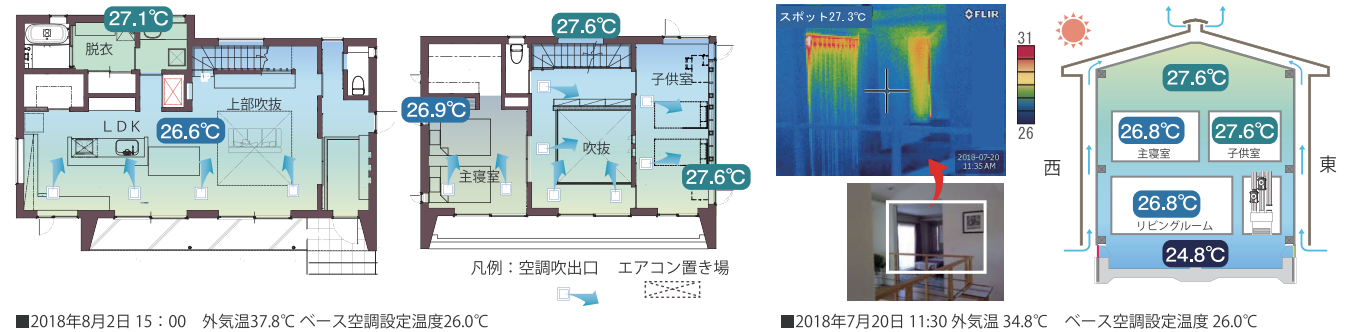 27.1℃
脱衣
LDK
26.6℃
上部吹抜
27.6℃
子供室
26.9℃
主寝室
吹抜
27.6℃
凡例：空調吹出口 エアコン置き場
■2018年8月2日 15：00 外気温37.8℃ ベース空調設定温度26.0℃
スポット27.3℃
FLIR
31
26
2018-07-20
11:35 AM
西
東
27.6℃
26.8℃
主寝室
27.6℃
子供室
26.8℃
リビングルーム
24.8℃
■2018年7月20日 11:30 外気温 34.8℃ ベース空調設定温度 26.0℃